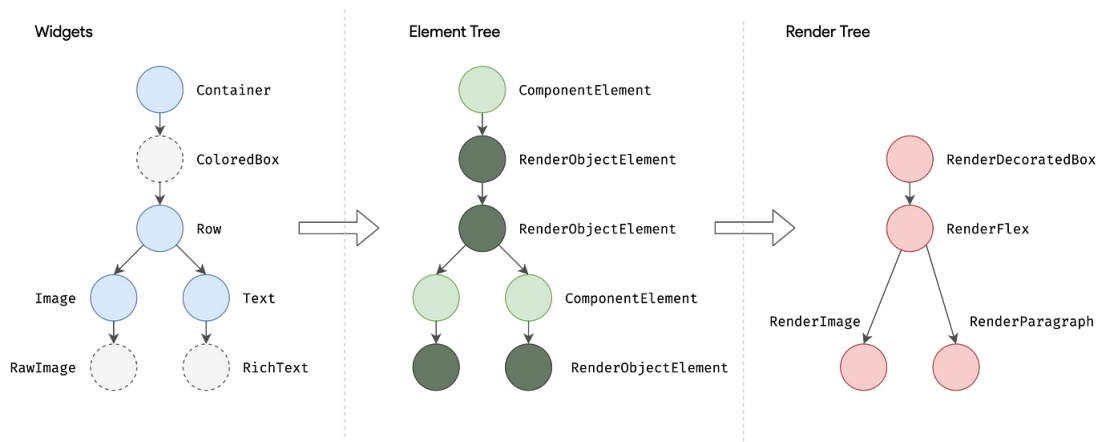 Widgets
Element Tree
Render Tree
Container
ComponentElement
ColoredBox
RenderObjectElement
RenderDecoratedBox
Row
RenderObjectElement
RenderFlex
Image
Text
ComponentElement
RenderImage
RenderParagraph
RawImage
RichText
RenderObjectElement